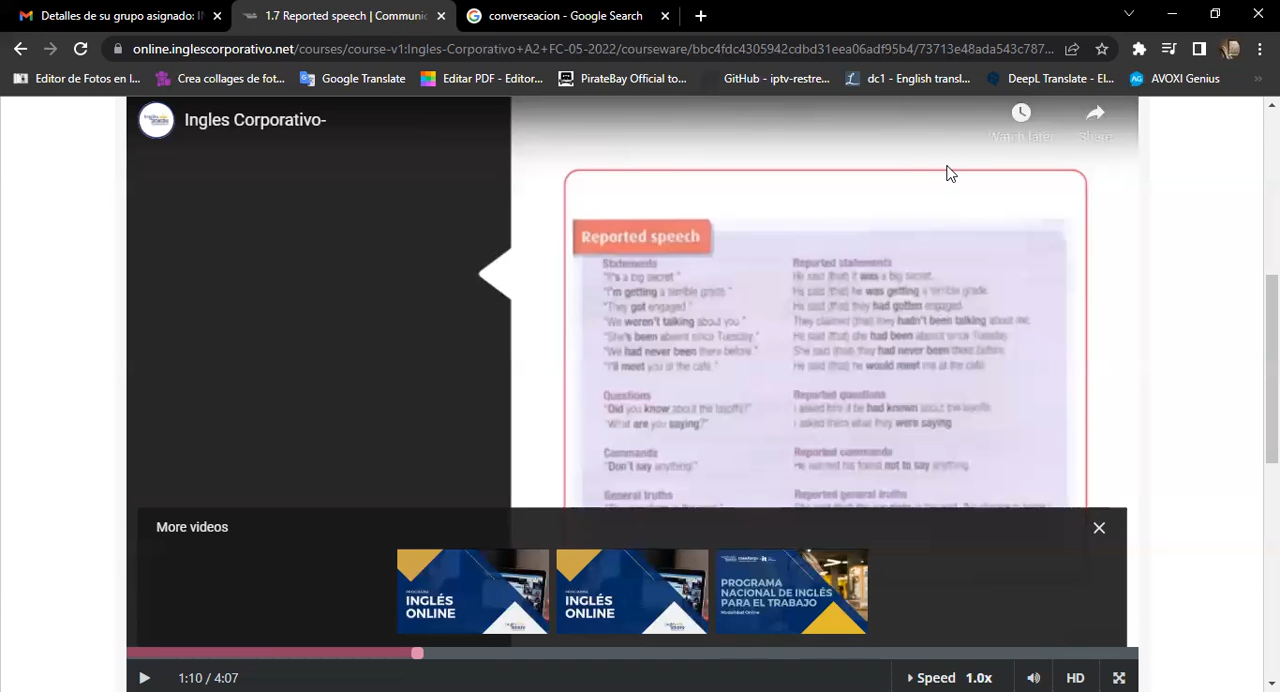 Detalles de su grupo asignado: I
1.7 Reported speech | Communic
converseacion - Google Search
online.inglescorporativo.net/courses/course-v1:Ingles-Corporativo+A2+FC-05-2022/courseware/bbc4fdc4305942cdbd31eea06adf95b4/73713e48ada543c787...
Editor de Fotos en l...
Crea collages de fot...
Google Translate
Editar PDF - Editor...
PirateBay Official to...
GitHub - iptv-restre...
dc1 - English transl...
DeepL Translate - El...
AVOXI Genius
Ingles Corporativo-
Watch later
Share
Reported speech
Statements
"It's a big secret."
"I'm getting a terrible grade."
"They got engaged."
"We weren't talking about you."
"She's been absent since Tuesday."
"We had never been there before."
"I'll meet you at the café."
Reported statements
He said (that) it was a big secret.
He said (that) he was getting a terrible grade.
He said (that) they had gotten engaged.
They claimed (that) they hadn't been talking about me.
He said (that) she had been absent since Tuesday.
She said (that) they had never been there before.
He said (that) he would meet me at the café.
Questions
"Did you know about the layoffs?"
"What are you saying?"
Reported questions
I asked him if he had known about the layoffs.
I asked them what they were saying.
Commands
"Don't say anything!"
Reported commands
He warned his friend not to say anything.
General truths
Reported general truths
More videos
PROGRAMA
INGLÉS
ONLINE
PROGRAMA
INGLÉS
ONLINE
PROGRAMA
NACIONAL DE INGLÉS
PARA EL TRABAJO
Modalidad Online
1:10 / 4:07
Speed 1.0x
HD